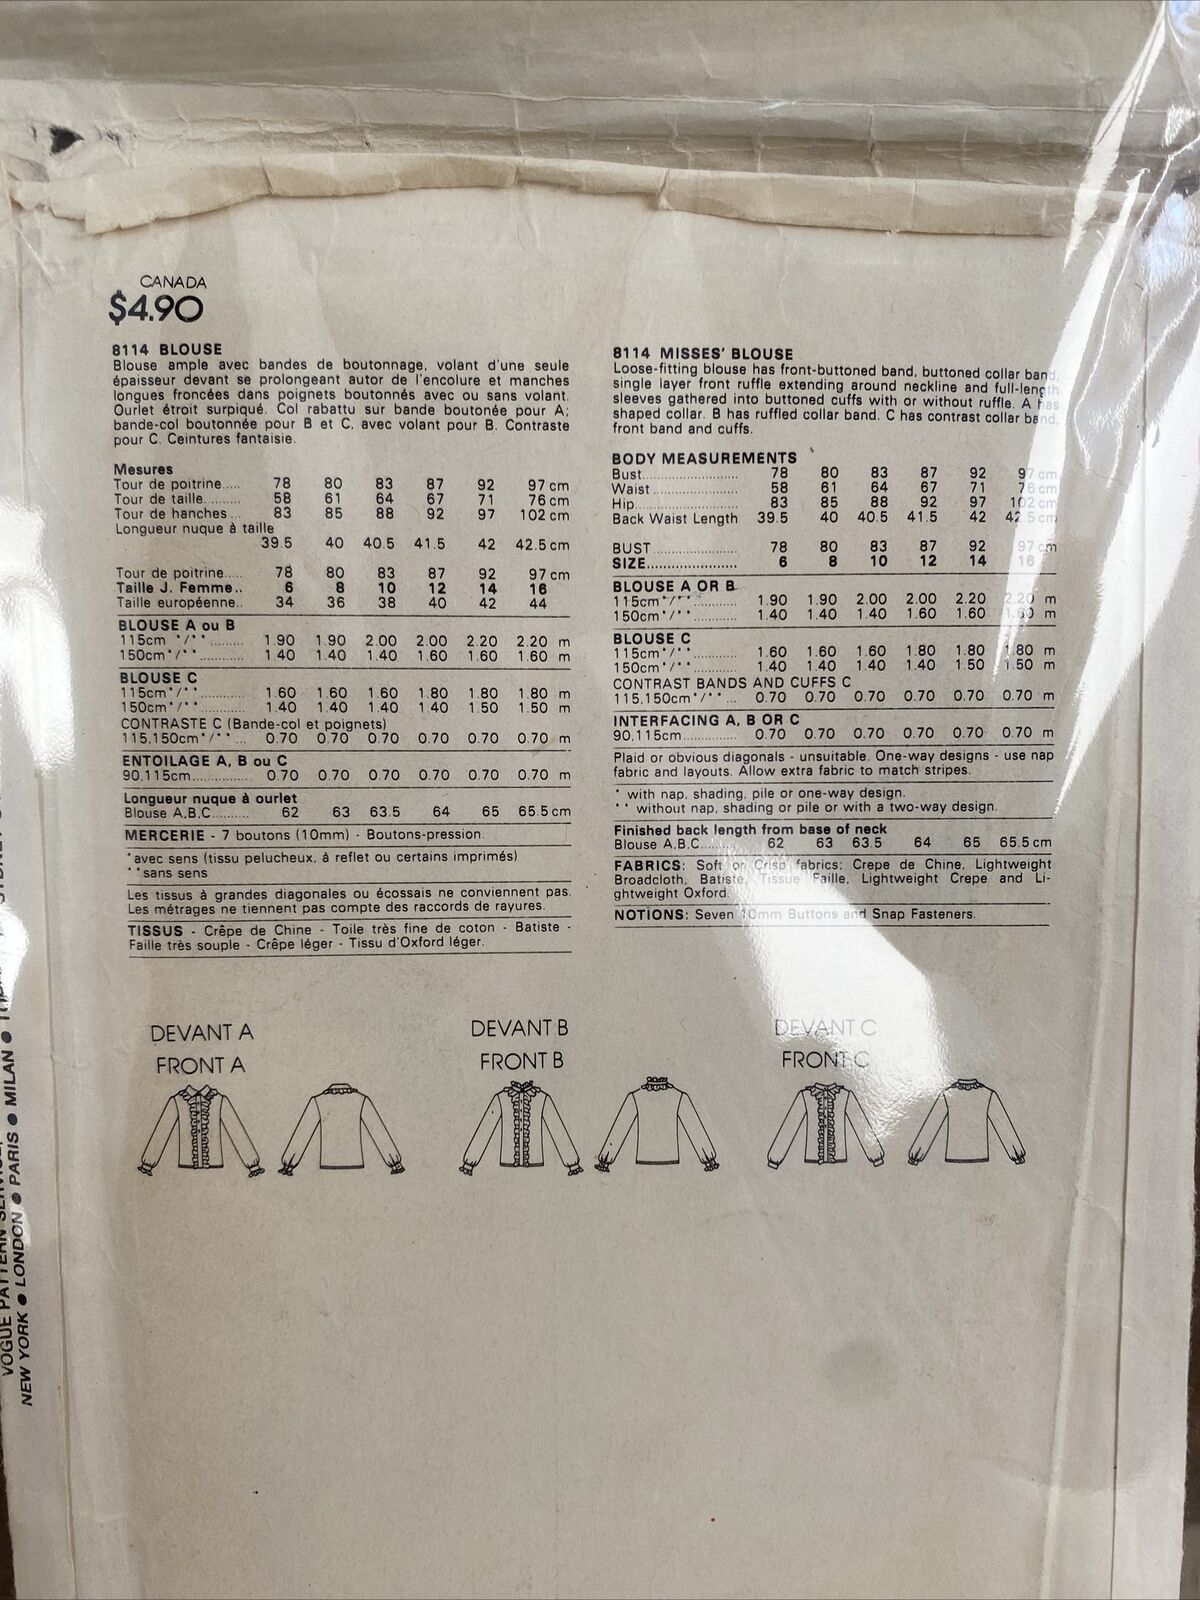 CANADA
$4.90
8114 BLOUSE
Blouse ample avec bandes de boutonnage, volant d'une seule
épaisseur devant se prolongeant autor de l'encolure et manches
longues froncées dans poignets boutonnés avec ou sans volant.
Ourlet étroit surpiqué. Col rabattu sur bande boutonée pour A;
bande-col boutonnée pour B et C, avec volant pour B. Contraste
pour C. Ceintures fantaisie.
Mesures
Tour de poitrine..... 78 80 83 87 92 97 cm
Tour de taille......... 58 61 64 67 71 76 cm
Tour de hanches... 83 85 88 92 97 102 cm
Longueur nuque à taille
39.5 40 40.5 41.5 42 42.5 cm
Tour de poitrine..... 78 80 83 87 92 97 cm
Taille J. Femme.. 6 8 10 12 14 16
Taille européenne.. 34 36 38 40 42 44
BLOUSE A ou B
115cm */**......... 1.90 1.90 2.00 2.00 2.20 2.20 m
150cm*/**............ 1.40 1.40 1.40 1.60 1.60 1.60 m
BLOUSE C
115cm*/**............ 1.60 1.60 1.60 1.80 1.80 1.80 m
150cm*/**............ 1.40 1.40 1.40 1.40 1.50 1.50 m
CONTRASTE C (Bande-col et poignets)
115,150cm*/**... 0.70 0.70 0.70 0.70 0.70 0.70 m
ENTOILAGE A, B ou C
90,115cm.............. 0.70 0.70 0.70 0.70 0.70 0.70 m
Longueur nuque à ourlet
Blouse A,B,C......... 62 63 63.5 64 65 65.5 cm
MERCERIE - 7 boutons (10mm) - Boutons-pression.
*avec sens (tissu pelucheux, à reflet ou certains imprimés)
**sans sens
Les tissus à grandes diagonales ou écossais ne conviennent pas.
Les métrages ne tiennent pas compte des raccords de rayures.
TISSUS - Crêpe de Chine - Toile très fine de coton - Batiste -
Faille très souple - Crêpe léger - Tissu d'Oxford léger.
8114 MISSES' BLOUSE
Loose-fitting blouse has front-buttoned band, buttoned collar band,
single layer front ruffle extending around neckline and full-length
sleeves gathered into buttoned cuffs with or without ruffle. A has
shaped collar. B has ruffled collar band. C has contrast collar band,
front band and cuffs.
BODY MEASUREMENTS
Bust........................ 78 80 83 87 92 97 cm
Waist..................... 58 61 64 67 71 76 cm
Hip......................... 83 85 88 92 97 102 cm
Back Waist Length 39.5 40 40.5 41.5 42 42.5 cm
BUST..................... 78 80 83 87 92 97 cm
SIZE...................... 6 8 10 12 14 16
BLOUSE A OR B
115cm*/**............ 1.90 1.90 2.00 2.00 2.20 2.20 m
150cm*/**............ 1.40 1.40 1.40 1.60 1.60 1.60 m
BLOUSE C
115cm*/**............ 1.60 1.60 1.60 1.80 1.80 1.80 m
150cm*/**............ 1.40 1.40 1.40 1.40 1.50 1.50 m
CONTRAST BANDS AND CUFFS C
115,150cm*/**... 0.70 0.70 0.70 0.70 0.70 0.70 m
INTERFACING A, B OR C
90,115cm.............. 0.70 0.70 0.70 0.70 0.70 0.70 m
Plaid or obvious diagonals - unsuitable. One-way designs - use nap
fabric and layouts. Allow extra fabric to match stripes.
* with nap, shading, pile or one-way design.
** without nap, shading or pile or with a two-way design.
Finished back length from base of neck
Blouse A,B,C......... 62 63 63.5 64 65 65.5 cm
FABRICS: Soft or Crisp fabrics: Crepe de Chine, Lightweight
Broadcloth, Batiste, Tissue Faille, Lightweight Crepe and Li-
ghtweight Oxford.
NOTIONS: Seven 10mm Buttons and Snap Fasteners.
DEVANT A
FRONT A
DEVANT B
FRONT B
DEVANT C
FRONT C
VOGUE PATTERN SERVICE,
NEW YORK ● LONDON ● PARIS ● MILAN ●